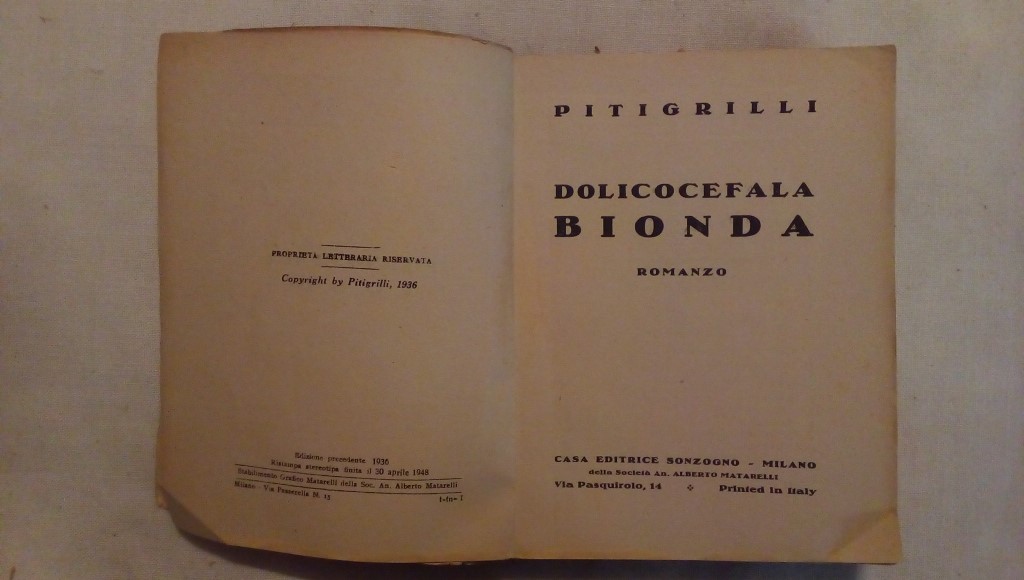 PROPRIETA LETTERARIA RISERVATA
Copyright by Pitigrilli, 1936
Edizione precedente 1936
Ristampa stereotipa finita il 30 aprile 1948
Stabilimento Grafico Matarelli della Soc. An. Alberto Matarelli
Milano - Via Passarella N. 15
PITIGRILLI
DOLICOCEFALA
BIONDA
ROMANZO
CASA EDITRICE SONZOGNO - MILANO
della Società An. ALBERTO MATARELLI
Via Pasquirolo, 14 Printed in Italy